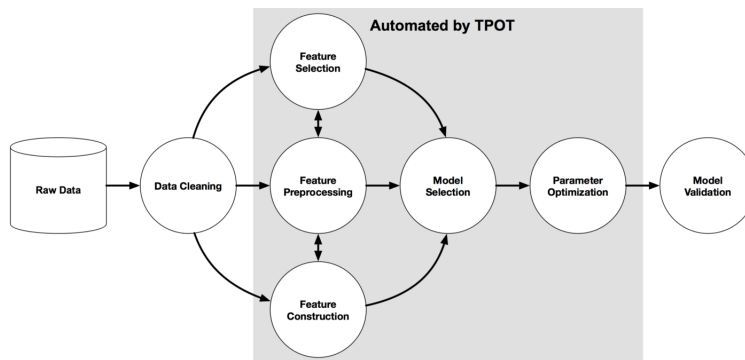 Automated by TPOT
Feature
Selection
Raw Data
Data Cleaning
Feature
Preprocessing
Model
Selection
Parameter
Optimization
Model
Validation
Feature
Construction